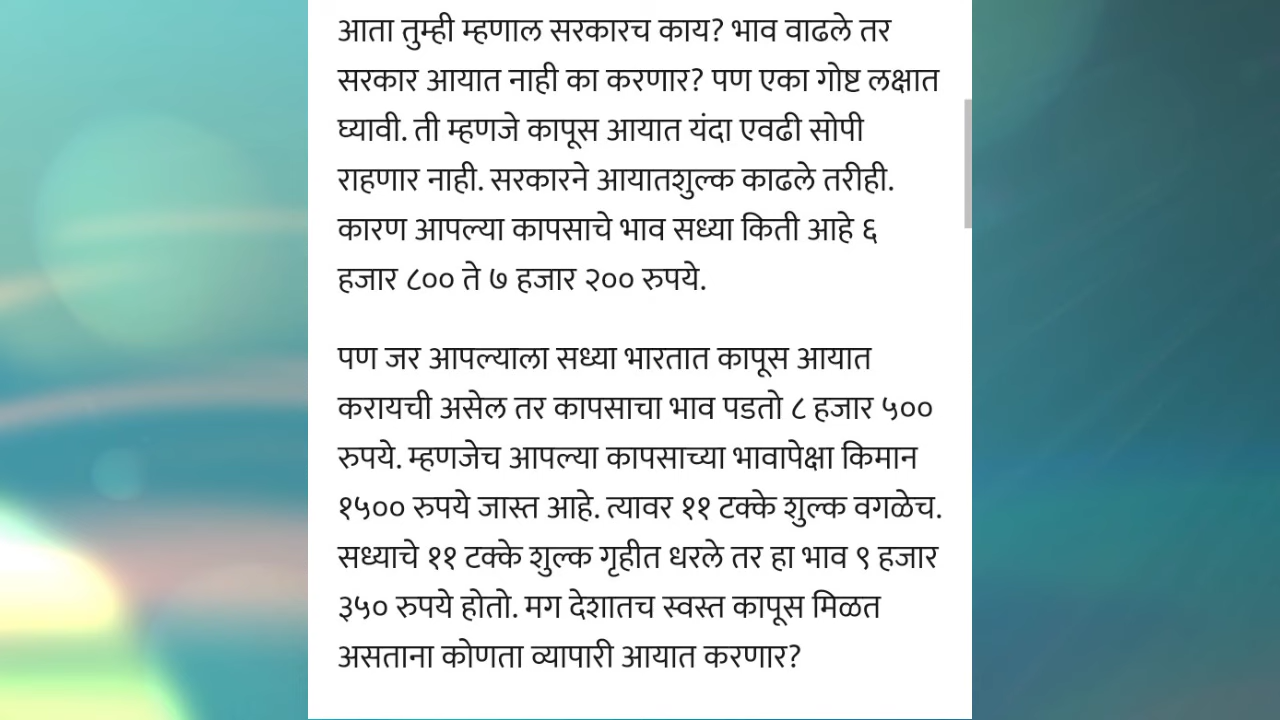 आता तुम्ही म्हणाल सरकारच काय? भाव वाढले तर
सरकार आयात नाही का करणार? पण एका गोष्ट लक्षात
घ्यावी. ती म्हणजे कापूस आयात यंदा एवढी सोपी
राहणार नाही. सरकारने आयातशुल्क काढले तरीही.
कारण आपल्या कापसाचे भाव सध्या किती आहे ६
हजार ८०० ते ७ हजार २०० रुपये.
पण जर आपल्याला सध्या भारतात कापूस आयात
करायची असेल तर कापसाचा भाव पडतो ८ हजार ५००
रुपये. म्हणजेच आपल्या कापसाच्या भावापेक्षा किमान
१५०० रुपये जास्त आहे. त्यावर ११ टक्के शुल्क वगळेच.
सध्याचे ११ टक्के शुल्क गृहीत धरले तर हा भाव ९ हजार
३५० रुपये होतो. मग देशातच स्वस्त कापूस मिळत
असताना कोणता व्यापारी आयात करणार?